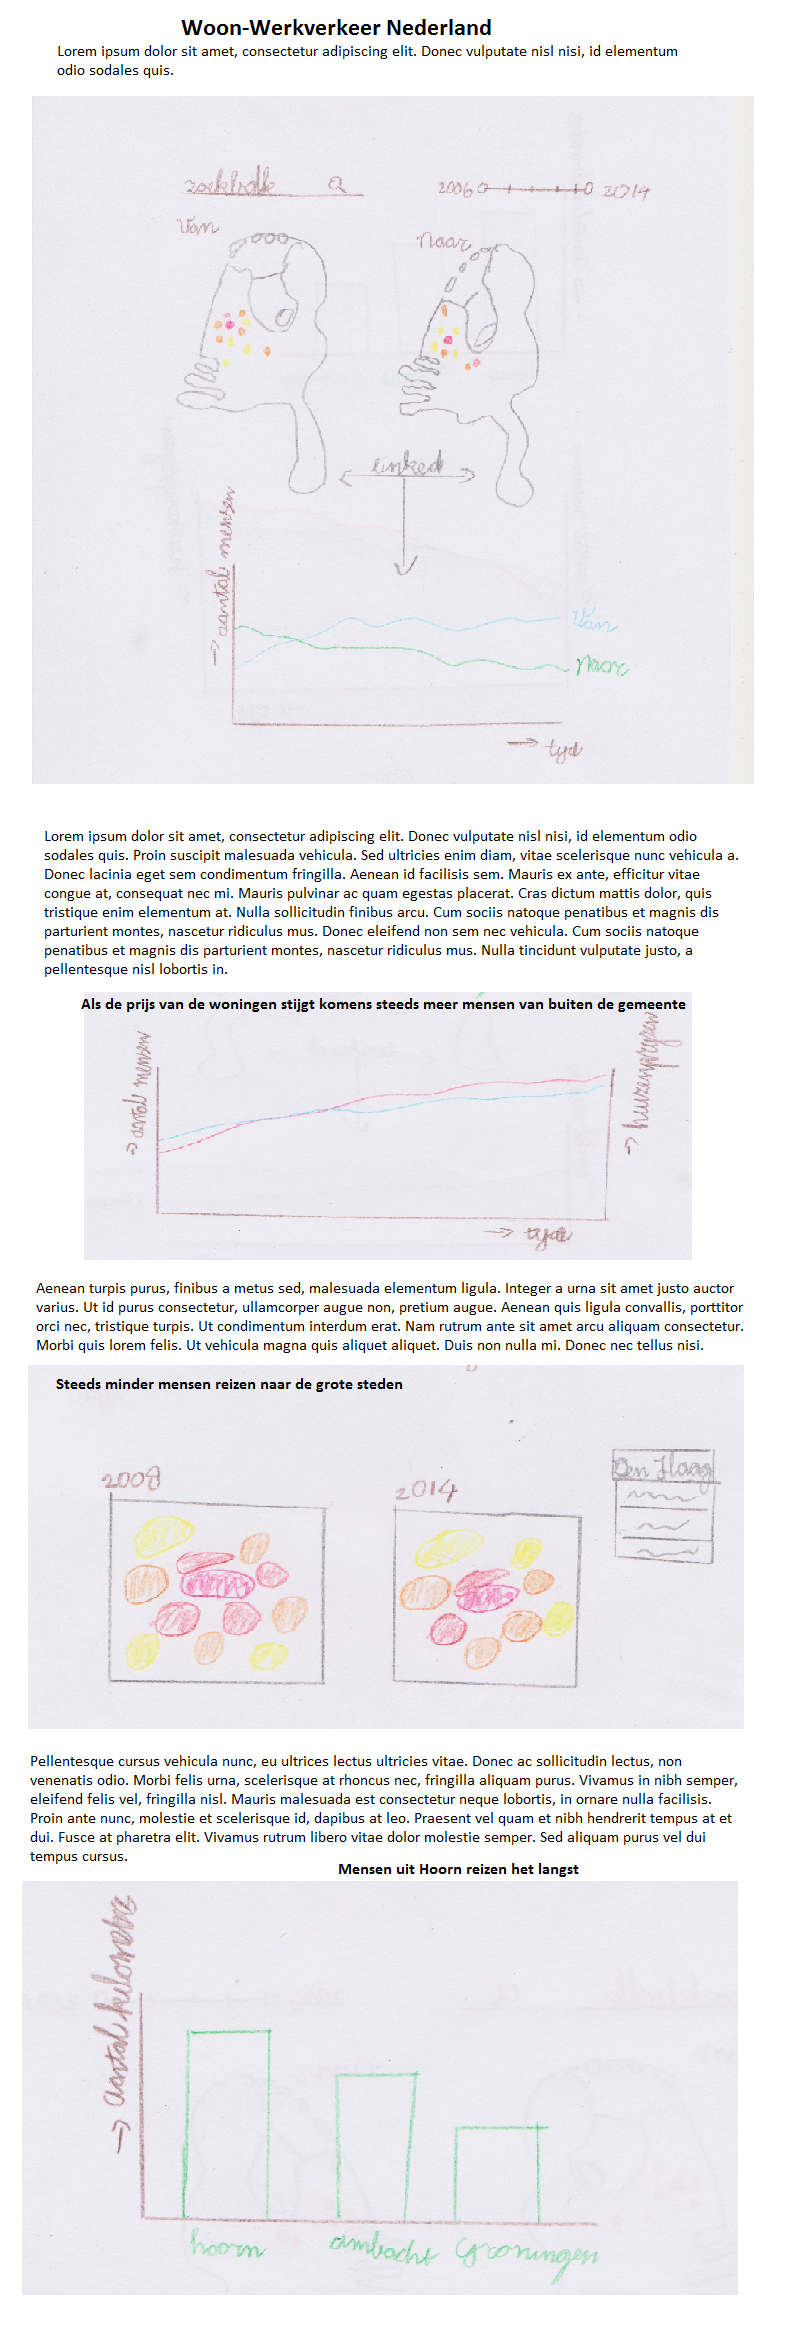 Woon-Werkverkeer Nederland
Lorem ipsum dolor sit amet, consectetur adipiscing elit. Donec vulputate nisl nisi, id elementum
odio sodales quis.
zoekbalk
2006 2014
Van
Naar
linked
→ aantal mensen
Van
Naar
→ tijd
Lorem ipsum dolor sit amet, consectetur adipiscing elit. Donec vulputate nisl nisi, id elementum odio
sodales quis. Proin suscipit malesuada vehicula. Sed ultricies enim diam, vitae scelerisque nunc vehicula a.
Donec lacinia eget sem condimentum fringilla. Aenean id facilisis sem. Mauris ex ante, efficitur vitae
congue at, consequat nec mi. Mauris pulvinar ac quam egestas placerat. Cras dictum mattis dolor, quis
tristique enim elementum at. Nulla sollicitudin finibus arcu. Cum sociis natoque penatibus et magnis dis
parturient montes, nascetur ridiculus mus. Donec eleifend non sem nec vehicula. Cum sociis natoque
penatibus et magnis dis parturient montes, nascetur ridiculus mus. Nulla tincidunt vulputate justo, a
pellentesque nisl lobortis in.
Als de prijs van de woningen stijgt komens steeds meer mensen van buiten de gemeente
→ aantal mensen
→ huizenprijzen
→ tijd
Aenean turpis purus, finibus a metus sed, malesuada elementum ligula. Integer a urna sit amet justo auctor
varius. Ut id purus consectetur, ullamcorper augue non, pretium augue. Aenean quis ligula convallis, porttitor
orci nec, tristique turpis. Ut condimentum interdum erat. Nam rutrum ante sit amet arcu aliquam consectetur.
Morbi quis lorem felis. Ut vehicula magna quis aliquet aliquet. Duis non nulla mi. Donec nec tellus nisi.
Steeds minder mensen reizen naar de grote steden
2008
2014
Den Haag
Pellentesque cursus vehicula nunc, eu ultrices lectus ultricies vitae. Donec ac sollicitudin lectus, non
venenatis odio. Morbi felis urna, scelerisque at rhoncus nec, fringilla aliquam purus. Vivamus in nibh semper,
eleifend felis vel, fringilla nisl. Mauris malesuada est consectetur neque lobortis, in ornare nulla facilisis.
Proin ante nunc, molestie et scelerisque id, dapibus at leo. Praesent vel quam et nibh hendrerit tempus at et
dui. Fusce at pharetra elit. Vivamus rutrum libero vitae dolor molestie semper. Sed aliquam purus vel dui
tempus cursus.
Mensen uit Hoorn reizen het langst
→ aantal kilometer
hoorn
ambacht
Groningen